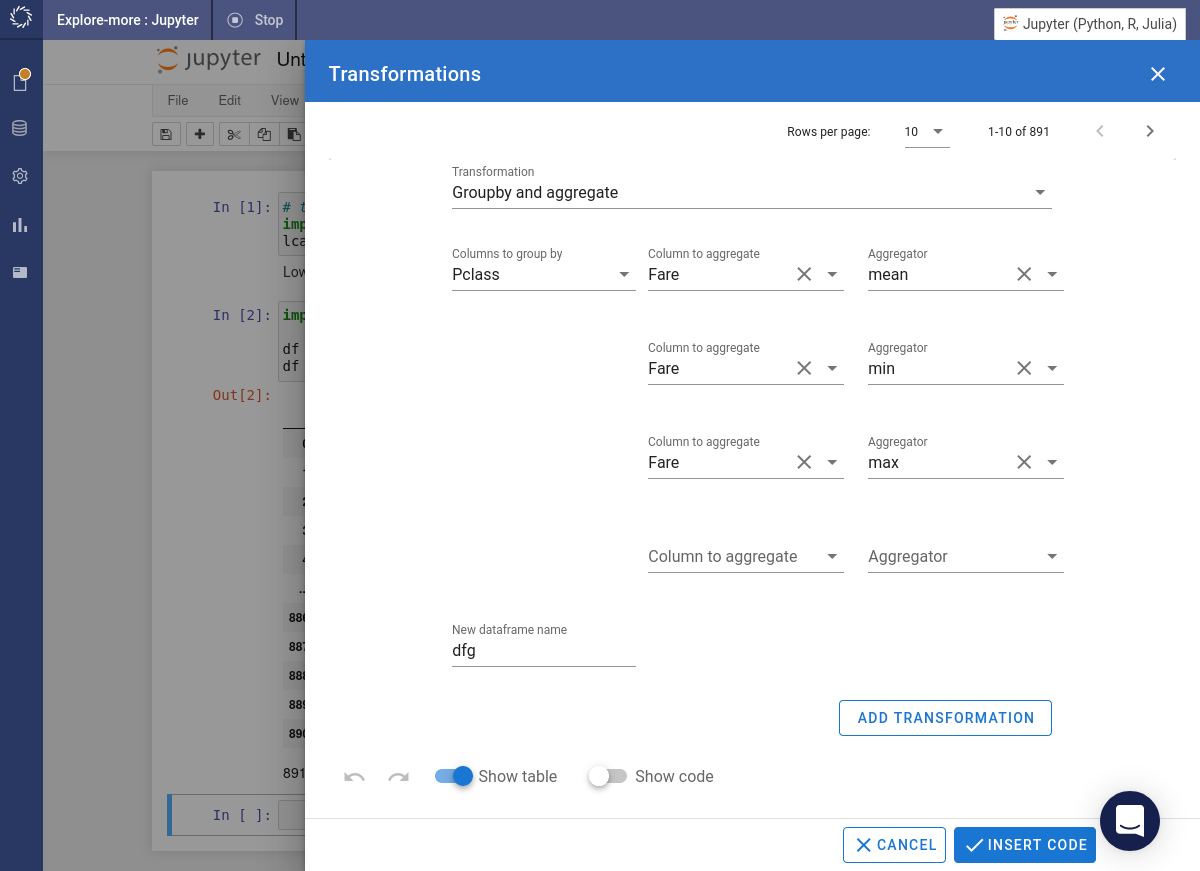 Explore-more : Jupyter
Stop
Jupyter (Python, R, Julia)
jupyter
Unt
File Edit View
In [1]:
# t
imp
lca
Low
In [2]:
imp
df
df
Out[2]:
886
887
888
889
890
891
In [ ]:
Transformations
Rows per page: 10 1-10 of 891
Transformation
Groupby and aggregate
Columns to group by Column to aggregate Aggregator
Pclass Fare mean
Column to aggregate Aggregator
Fare min
Column to aggregate Aggregator
Fare max
Column to aggregate Aggregator
New dataframe name
dfg
ADD TRANSFORMATION
Show table Show code
CANCEL INSERT CODE